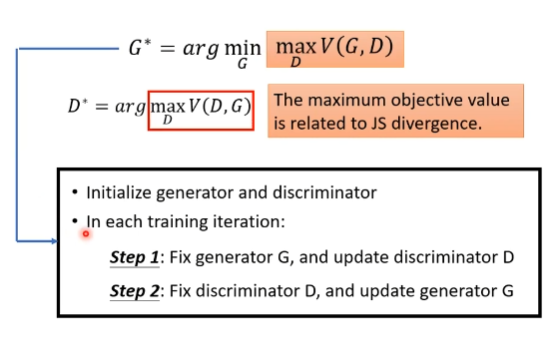 G* = arg min_G max_D V(G, D)
D* = arg max_D V(D, G)
The maximum objective value
is related to JS divergence.
• Initialize generator and discriminator
• In each training iteration:
Step 1: Fix generator G, and update discriminator D
Step 2: Fix discriminator D, and update generator G